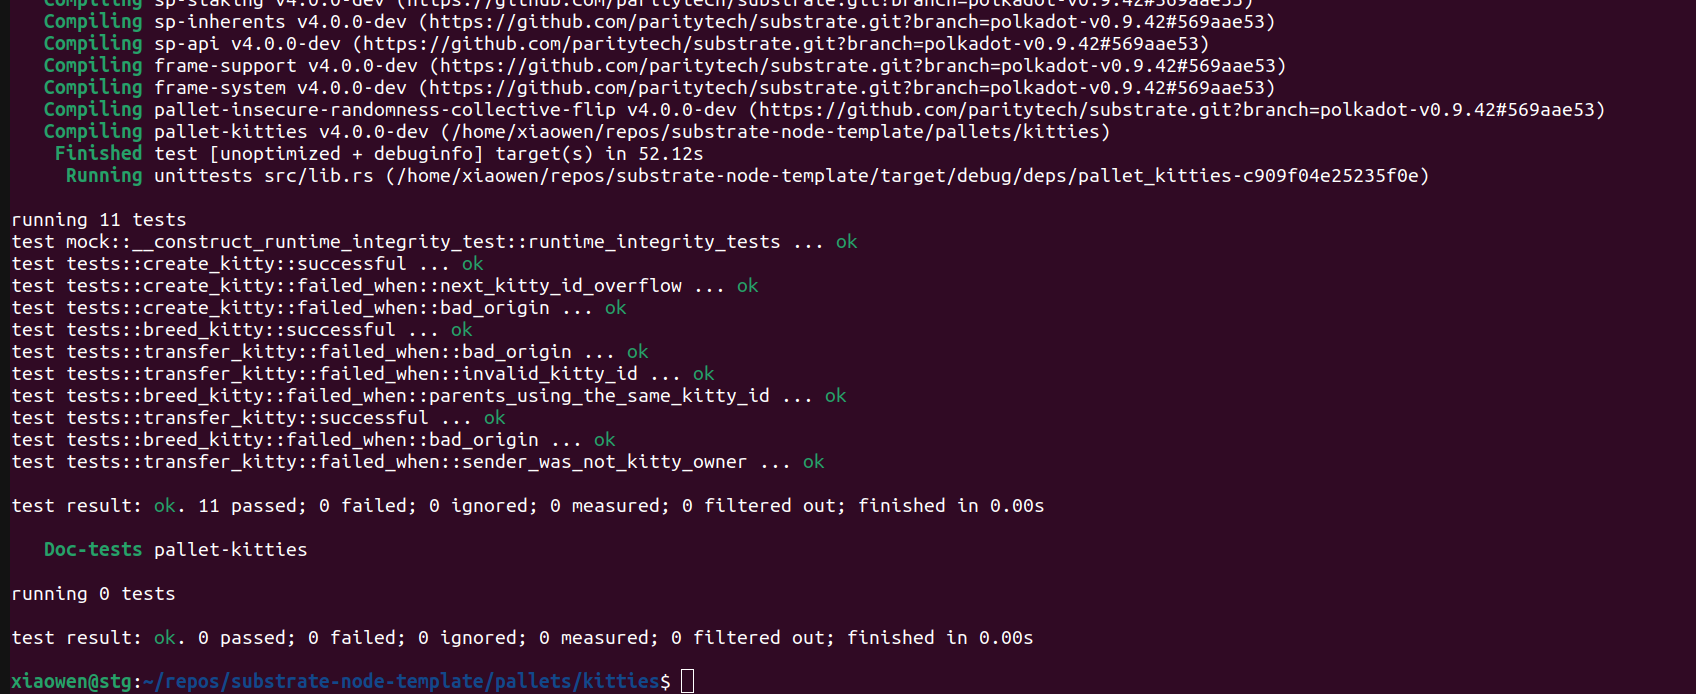 Compiling sp-staking v4.0.0-dev (https://github.com/paritytech/substrate.git?branch=polkadot-v0.9.42#569aae53)
Compiling sp-inherents v4.0.0-dev (https://github.com/paritytech/substrate.git?branch=polkadot-v0.9.42#569aae53)
Compiling sp-api v4.0.0-dev (https://github.com/paritytech/substrate.git?branch=polkadot-v0.9.42#569aae53)
Compiling frame-support v4.0.0-dev (https://github.com/paritytech/substrate.git?branch=polkadot-v0.9.42#569aae53)
Compiling frame-system v4.0.0-dev (https://github.com/paritytech/substrate.git?branch=polkadot-v0.9.42#569aae53)
Compiling pallet-insecure-randomness-collective-flip v4.0.0-dev (https://github.com/paritytech/substrate.git?branch=polkadot-v0.9.42#569aae53)
Compiling pallet-kitties v4.0.0-dev (/home/xiaowen/repos/substrate-node-template/pallets/kitties)
Finished test [unoptimized + debuginfo] target(s) in 52.12s
Running unittests src/lib.rs (/home/xiaowen/repos/substrate-node-template/target/debug/deps/pallet_kitties-c909f04e25235f0e)
running 11 tests
test mock::__construct_runtime_integrity_test::runtime_integrity_tests ... ok
test tests::create_kitty::successful ... ok
test tests::create_kitty::failed_when::next_kitty_id_overflow ... ok
test tests::create_kitty::failed_when::bad_origin ... ok
test tests::breed_kitty::successful ... ok
test tests::transfer_kitty::failed_when::bad_origin ... ok
test tests::transfer_kitty::failed_when::invalid_kitty_id ... ok
test tests::breed_kitty::failed_when::parents_using_the_same_kitty_id ... ok
test tests::transfer_kitty::successful ... ok
test tests::breed_kitty::failed_when::bad_origin ... ok
test tests::transfer_kitty::failed_when::sender_was_not_kitty_owner ... ok
test result: ok. 11 passed; 0 failed; 0 ignored; 0 measured; 0 filtered out; finished in 0.00s
Doc-tests pallet-kitties
running 0 tests
test result: ok. 0 passed; 0 failed; 0 ignored; 0 measured; 0 filtered out; finished in 0.00s
xiaowen@stg:~/repos/substrate-node-template/pallets/kitties$